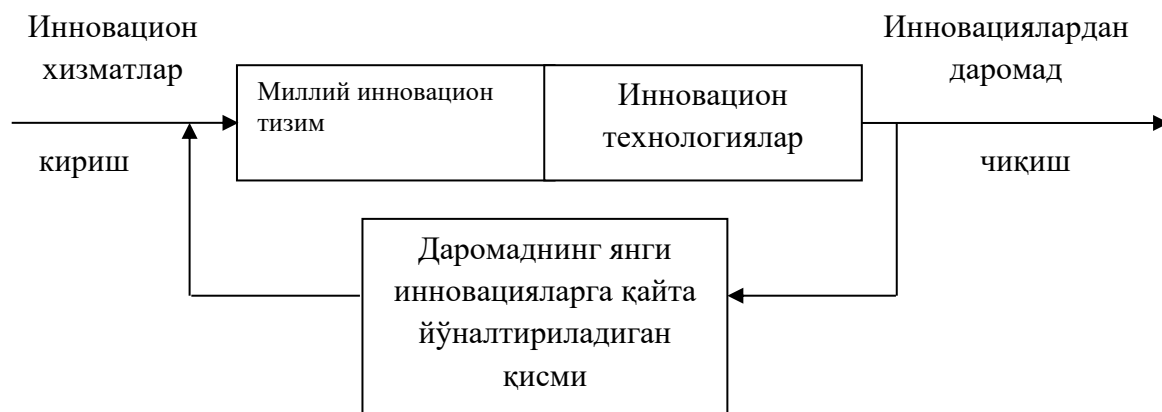 Инновацион
хизматлар
Инновациялардан
даромад
Миллий инновацион
тизим
Инновацион
технологиялар
кириш
чиқиш
Даромаднинг янги
инновацияларга қайта
йўналтириладиган
қисми